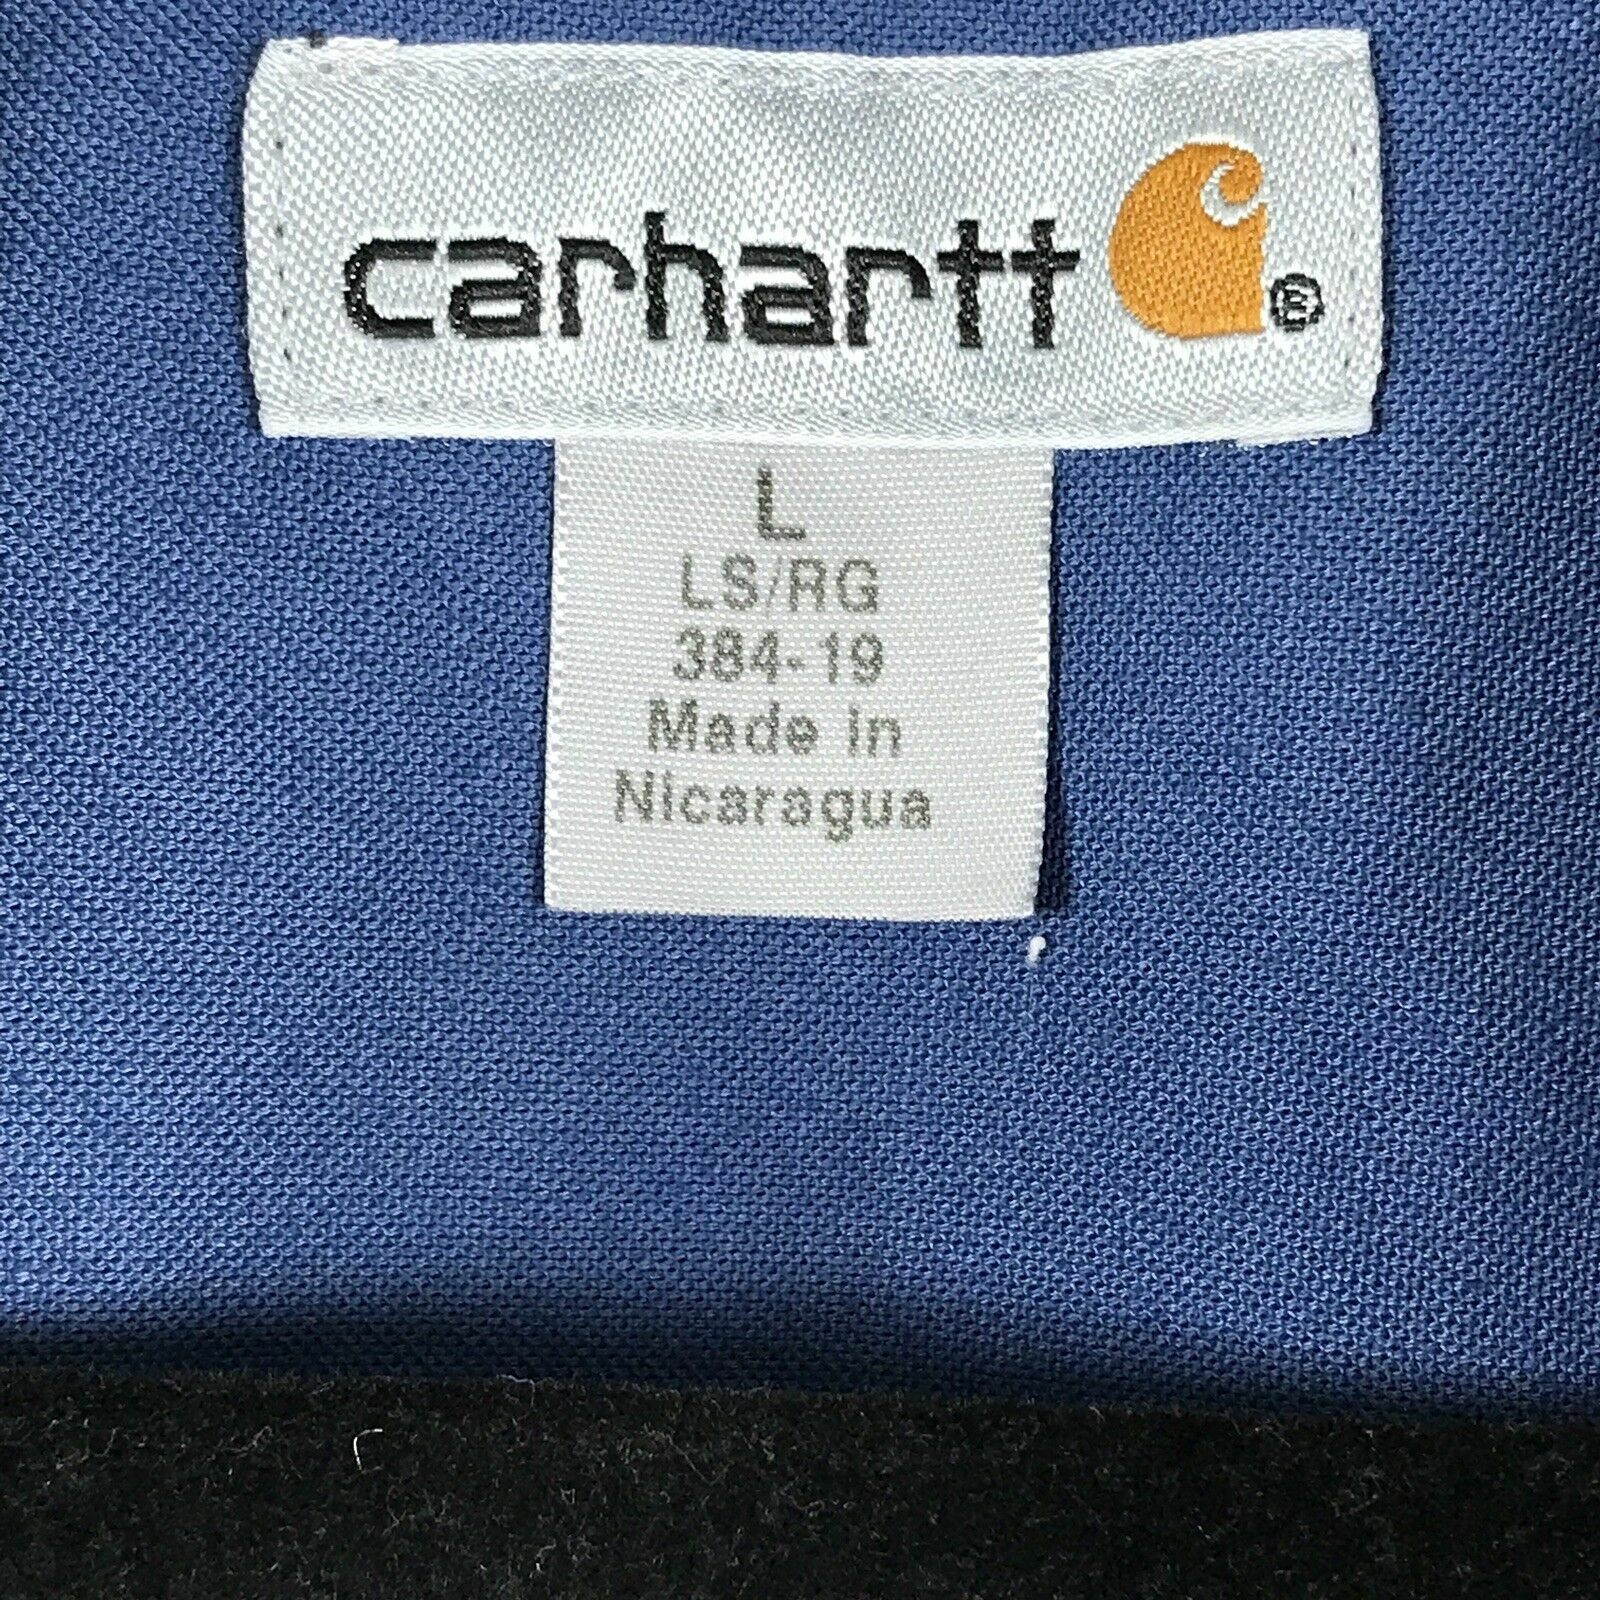 carhartt ®
L
LS/RG
384-19
Made in
Nicaragua